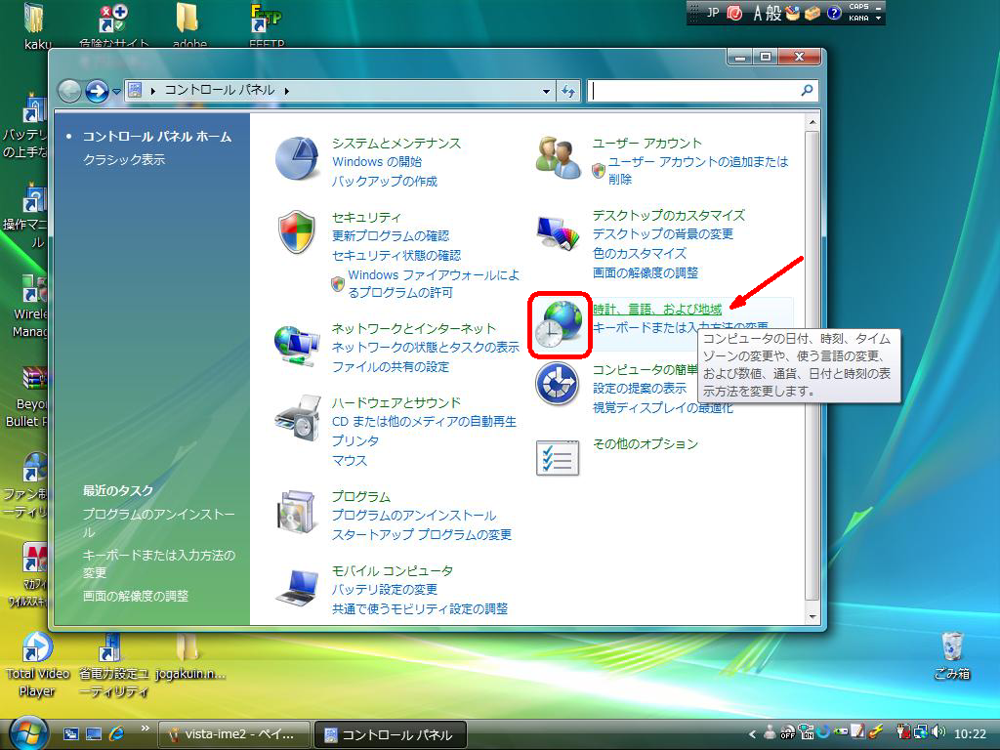 kaku
危険なサイト
adobe
FFFTP
JP
A 般
CAPS
KANA
コントロール パネル
コントロール パネル ホーム
クラシック表示
システムとメンテナンス
Windows の開始
バックアップの作成
セキュリティ
更新プログラムの確認
セキュリティ状態の確認
Windows ファイアウォールによ
るプログラムの許可
ネットワークとインターネット
ネットワークの状態とタスクの表示
ファイルの共有の設定
ハードウェアとサウンド
CD または他のメディアの自動再生
プリンタ
マウス
プログラム
プログラムのアンインストール
スタートアップ プログラムの変更
モバイル コンピュータ
バッテリ設定の変更
共通で使うモビリティ設定の調整
ユーザー アカウント
ユーザー アカウントの追加または
削除
デスクトップのカスタマイズ
デスクトップの背景の変更
色のカスタマイズ
画面の解像度の調整
時計、言語、および地域
キーボードまたは入力方法の変更
コンピュータの日付、時刻、タイム
ゾーンの変更や、使う言語の変更、
および数値、通貨、日付と時刻の表
示方法を変更します。
コンピュータの簡単
設定の提案の表示
視覚ディスプレイの最適化
その他のオプション
最近のタスク
プログラムのアンインストー
ル
キーボードまたは入力方法の
変更
画面の解像度の調整
バッテリ
の上手な
操作マニ
ル
Wirele
Manag
Beyo
Bullet P
ファン制
ーティリ
マカフィ
ウイルススキ
Total Video
Player
省電力設定ユ
ーティリティ
jogakuin.n...
ごみ箱
vista-ime2 - ペイ...
コントロール パネル
OFF
ON
10:22